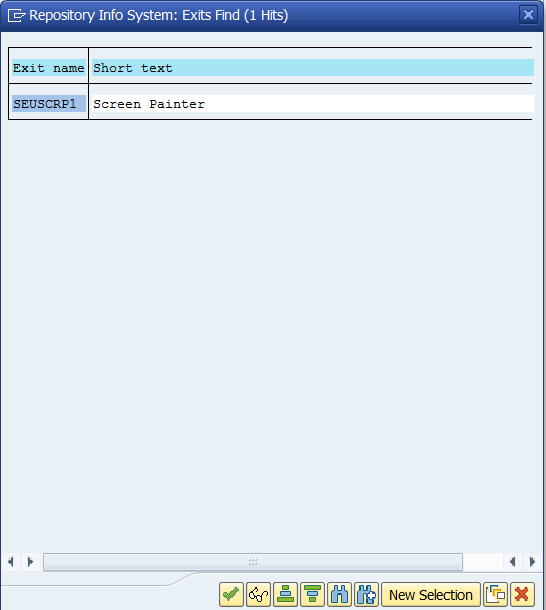 Repository Info System: Exits Find (1 Hits)
Exit name Short text
SEUSCRP1 Screen Painter
New Selection